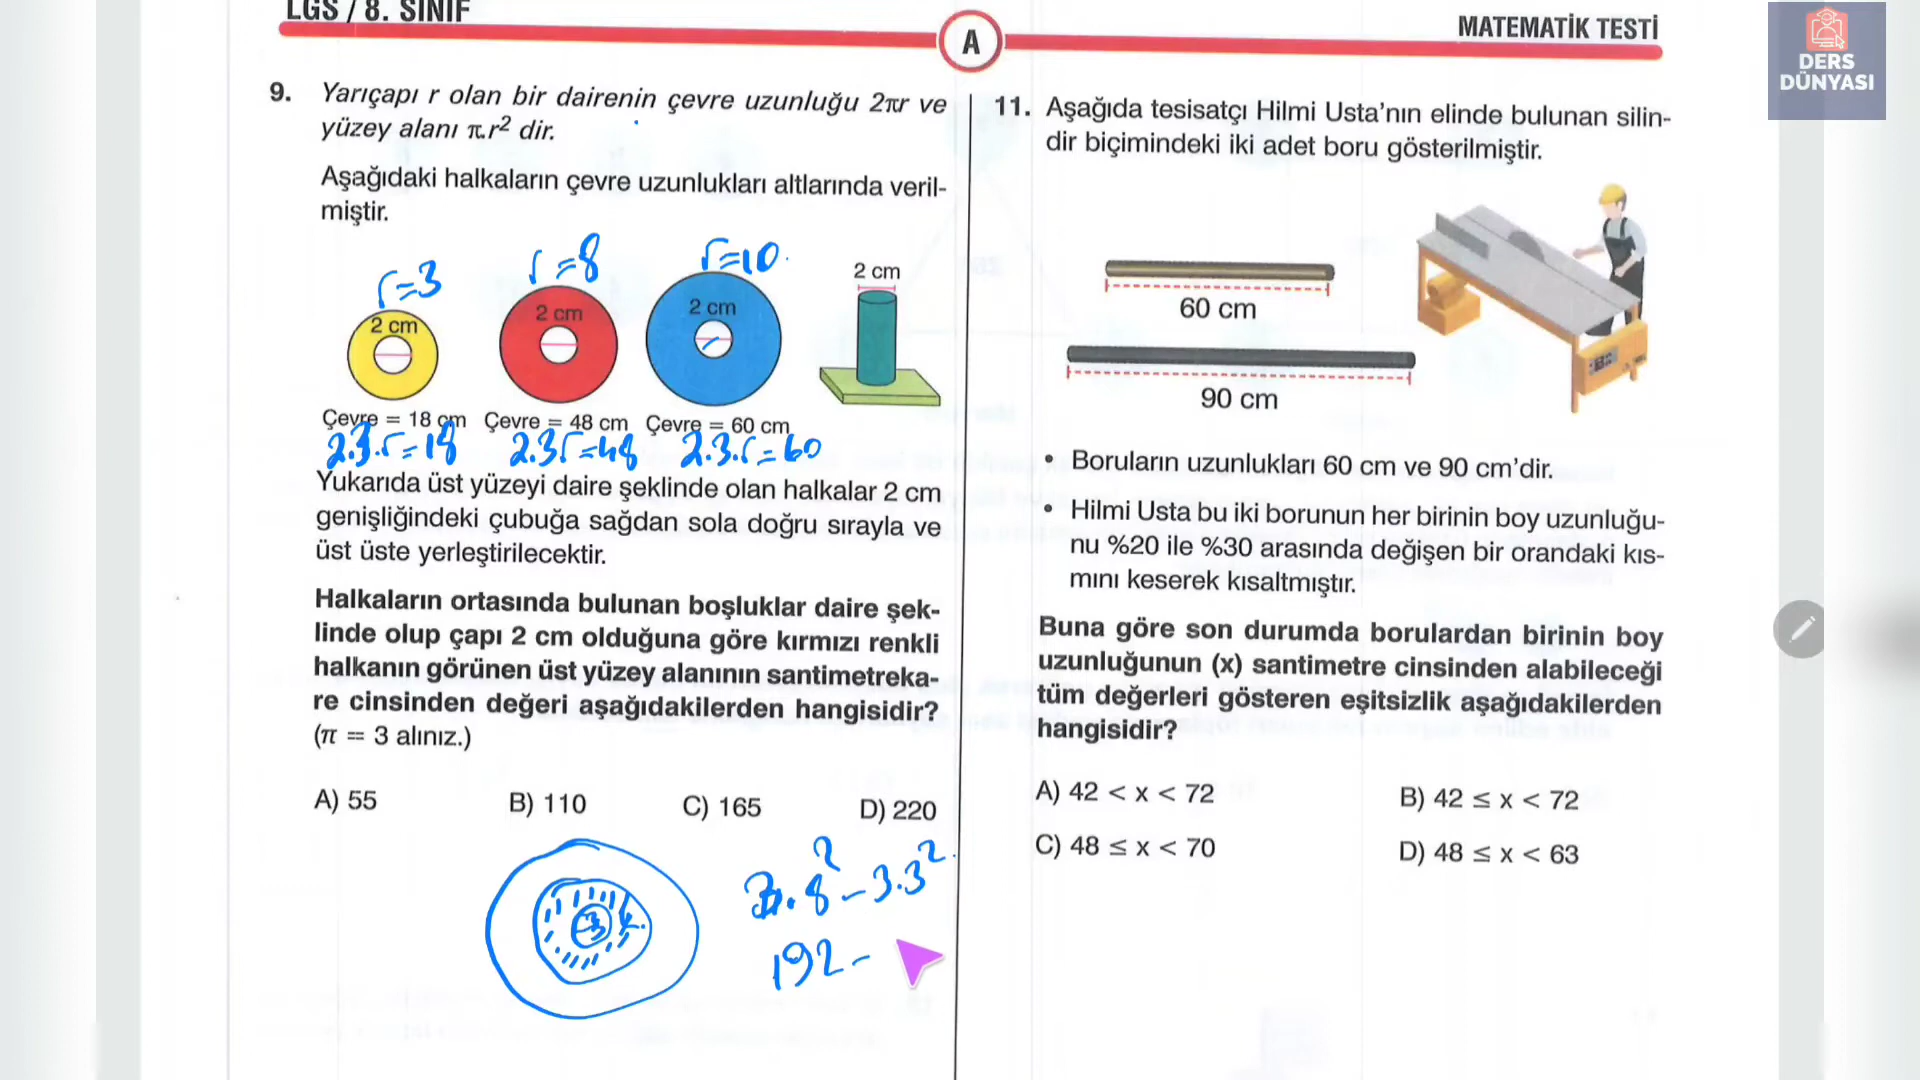 LGS / 8. SINIF
A
MATEMATİK TESTİ
DERS
DÜNYASI
9. Yarıçapı r olan bir dairenin çevre uzunluğu 2πr ve
yüzey alanı π.r² dir.
Aşağıdaki halkaların çevre uzunlukları altlarında veril-
miştir.
r=3
r=8
r=10
2 cm
2 cm
2 cm
2 cm
Çevre = 18 cm
Çevre = 48 cm
Çevre = 60 cm
2.3.r=18
2.3r=48
2.3.r=60
Yukarıda üst yüzeyi daire şeklinde olan halkalar 2 cm
genişliğindeki çubuğa sağdan sola doğru sırayla ve
üst üste yerleştirilecektir.
Halkaların ortasında bulunan boşluklar daire şek-
linde olup çapı 2 cm olduğuna göre kırmızı renkli
halkanın görünen üst yüzey alanının santimetreka-
re cinsinden değeri aşağıdakilerden hangisidir?
(π = 3 alınız.)
A) 55
B) 110
C) 165
D) 220
3.8²-3.3²
192-
11. Aşağıda tesisatçı Hilmi Usta'nın elinde bulunan silin-
dir biçimindeki iki adet boru gösterilmiştir.
60 cm
90 cm
• Boruların uzunlukları 60 cm ve 90 cm'dir.
• Hilmi Usta bu iki borunun her birinin boy uzunluğu-
nu %20 ile %30 arasında değişen bir orandaki kıs-
mını keserek kısaltmıştır.
Buna göre son durumda borulardan birinin boy
uzunluğunun (x) santimetre cinsinden alabileceği
tüm değerleri gösteren eşitsizlik aşağıdakilerden
hangisidir?
A) 42 < x < 72
B) 42 ≤ x < 72
C) 48 ≤ x < 70
D) 48 ≤ x < 63